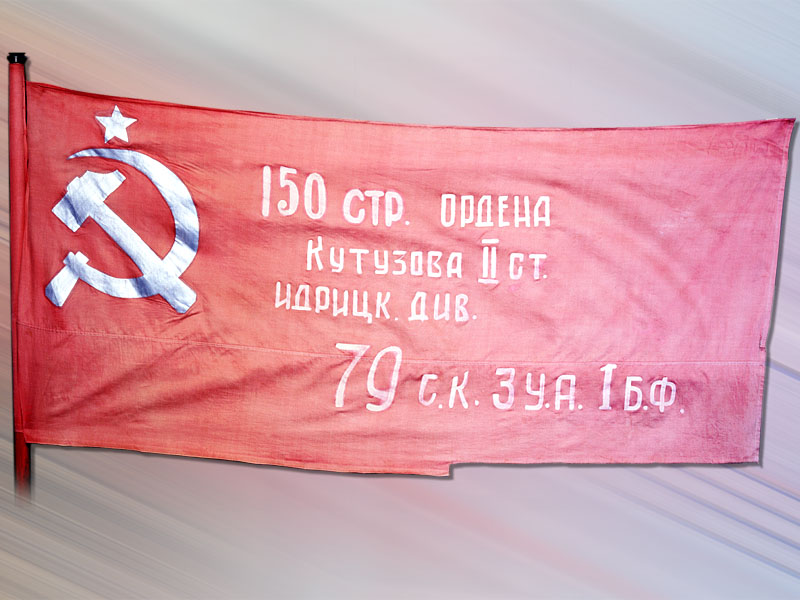 150 СТР. ОРДЕНА
КУТУЗОВА II СТ.
ИДРИЦК. ДИВ.
79 С.К. 3 У.А. 1 Б.Ф.